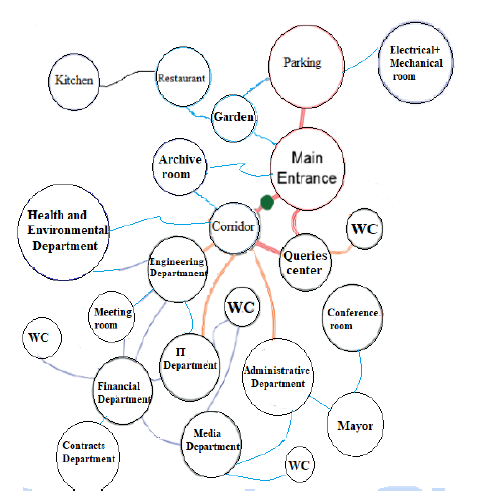 Parking
Electrical+
Mechanical
room
Kitchen
Restaurant
Garden
Main
Entrance
Archive
room
Health and
Environmental
Department
Corridor
WC
Queries
center
Engineering
Department
Meeting
room
WC
Conference
room
WC
IT
Department
Financial
Department
Administrative
Department
Mayor
Media
Department
Contracts
Department
WC